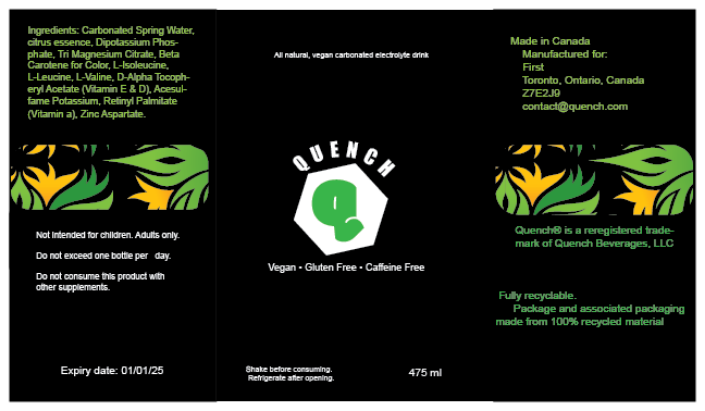 Ingredients: Carbonated Spring Water,
citrus essence, Dipotassium Phos-
phate, Tri Magnesium Citrate, Beta
Carotene for Color, L-Isoleucine,
L-Leucine, L-Valine, D-Alpha Tocoph-
eryl Acetate (Vitamin E & D), Acesul-
fame Potassium, Retinyl Palmitate
(Vitamin a), Zinc Aspartate.
Not intended for children. Adults only.
Do not exceed one bottle per day.
Do not consume this product with
other supplements.
Expiry date: 01/01/25
All natural, vegan carbonated electrolyte drink
QUENCH
Q
Vegan • Gluten Free • Caffeine Free
Shake before consuming.
Refrigerate after opening.
475 ml
Made in Canada
Manufactured for:
First
Toronto, Ontario, Canada
Z7E2J9
contact@quench.com
Quench® is a reregistered trade-
mark of Quench Beverages, LLC
Fully recyclable.
Package and associated packaging
made from 100% recycled material